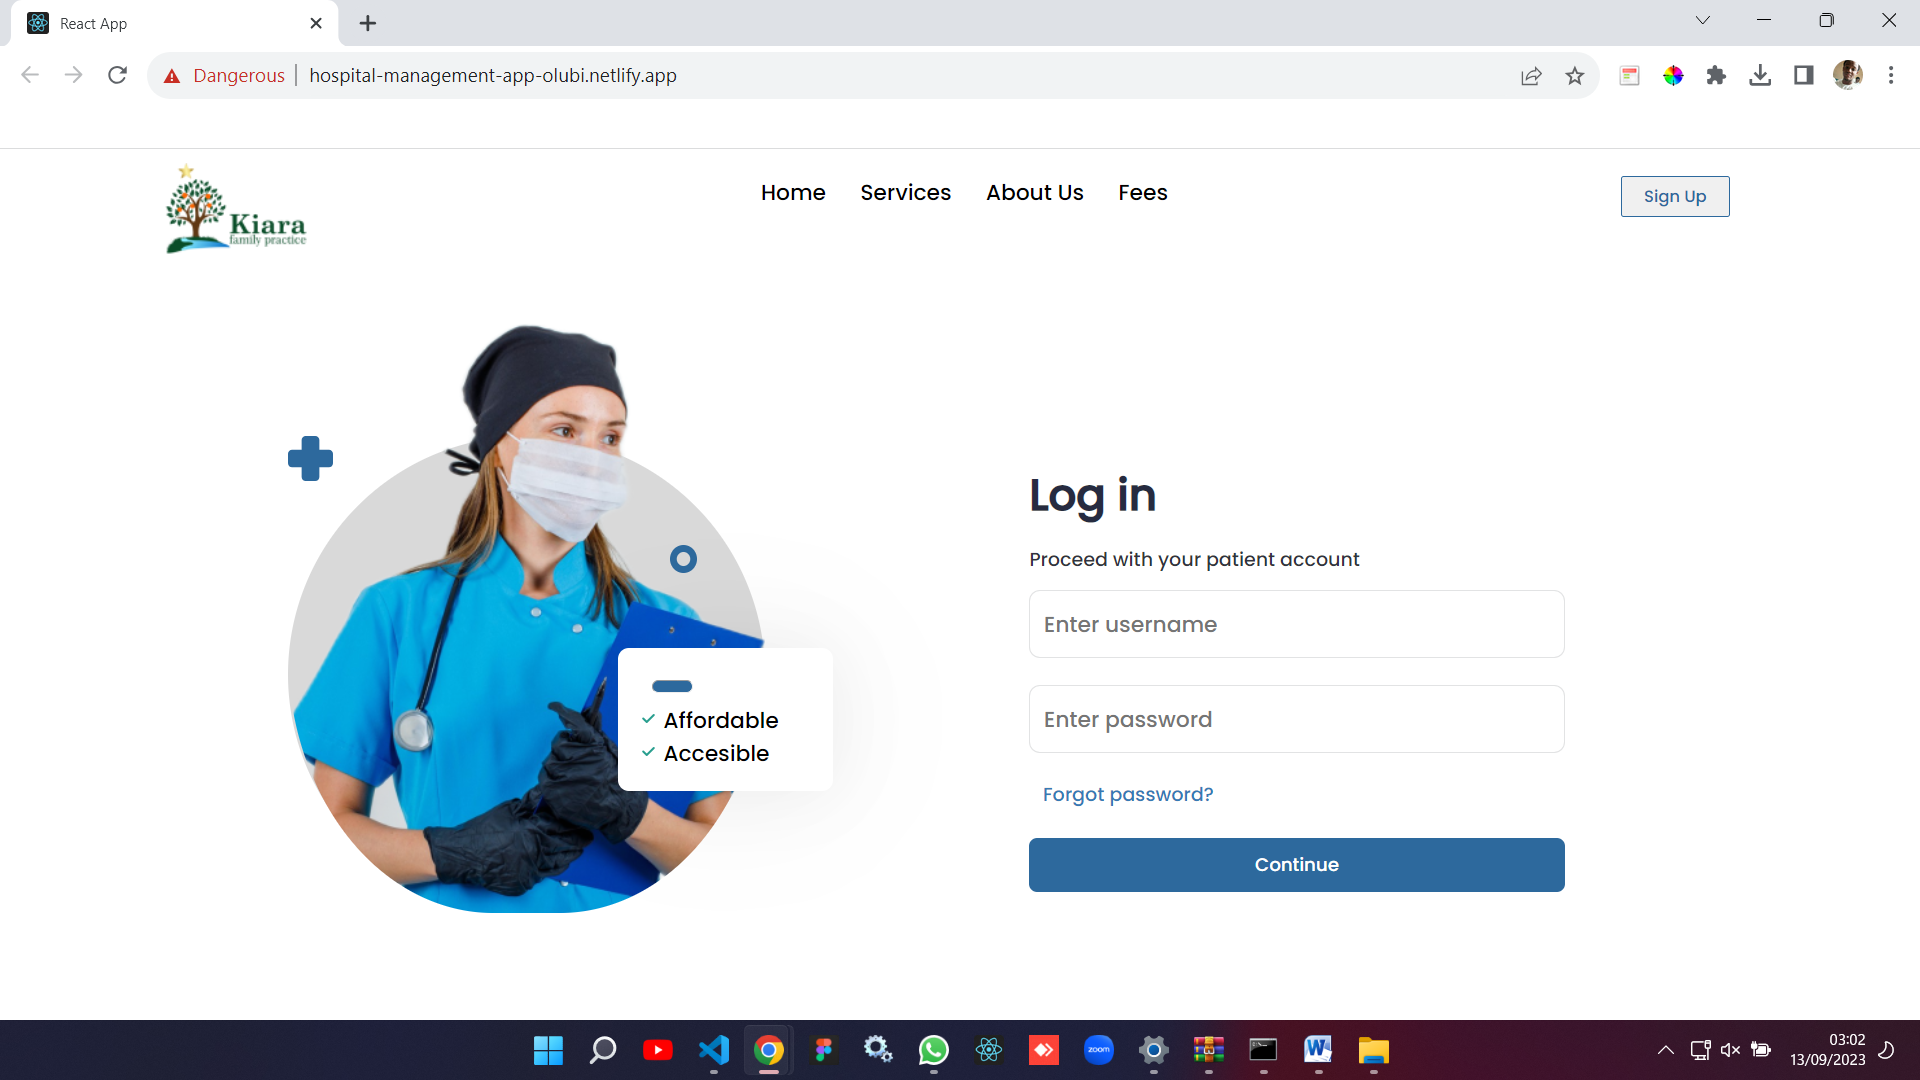 React App
Dangerous
hospital-management-app-olubi.netlify.app
Kiara
family practice
Home
Services
About Us
Fees
Sign Up
Log in
Proceed with your patient account
Enter username
Enter password
Forgot password?
Continue
Affordable
Accesible
zoom
03:02
13/09/2023